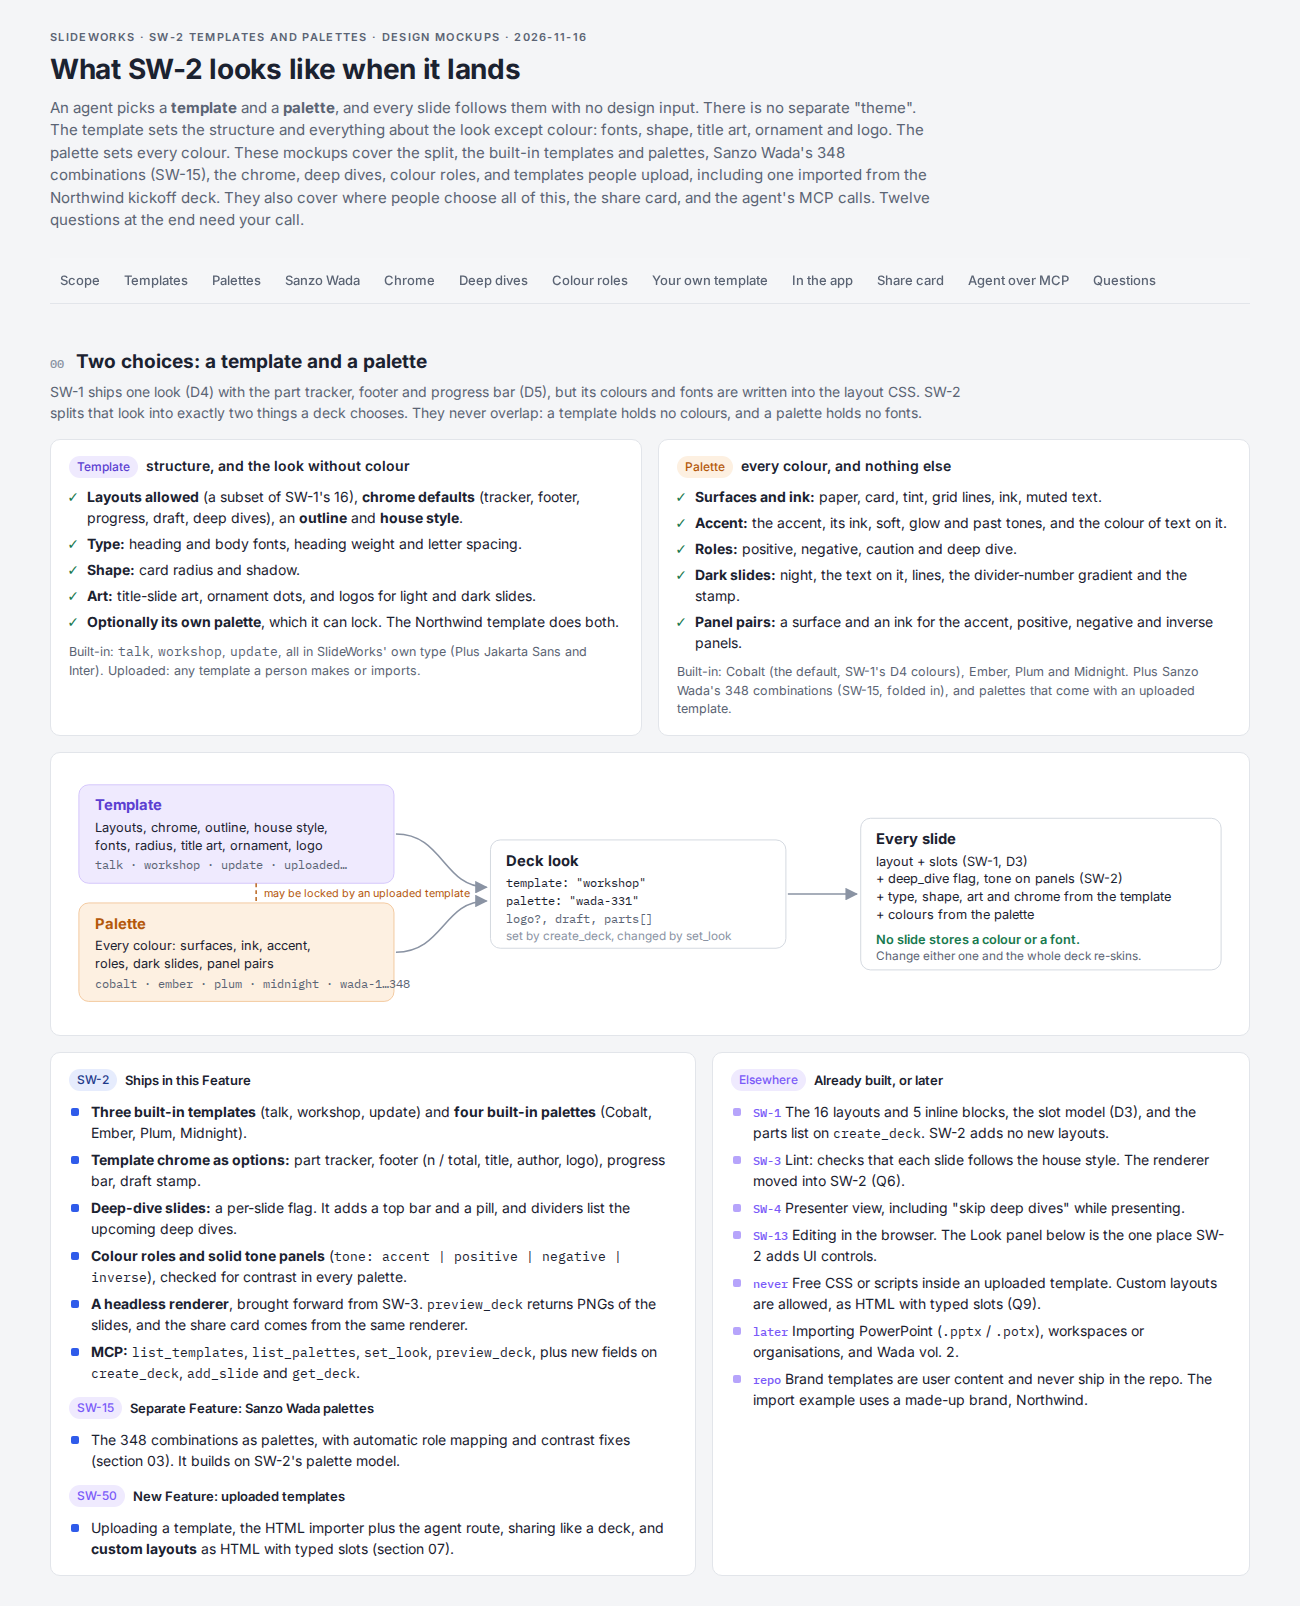 SLIDEWORKS · SW-2 TEMPLATES AND PALETTES · DESIGN MOCKUPS · 2026-11-16
What SW-2 looks like when it lands
An agent picks a template and a palette, and every slide follows them with no design input. There is no separate "theme".
The template sets the structure and everything about the look except colour: fonts, shape, title art, ornament and logo. The
palette sets every colour. These mockups cover the split, the built-in templates and palettes, Sanzo Wada's 348
combinations (SW-15), the chrome, deep dives, colour roles, and templates people upload, including one imported from the
Northwind kickoff deck. They also cover where people choose all of this, the share card, and the agent's MCP calls. Twelve
questions at the end need your call.
Scope Templates Palettes Sanzo Wada Chrome Deep dives Colour roles Your own template In the app Share card Agent over MCP Questions
00 Two choices: a template and a palette
SW-1 ships one look (D4) with the part tracker, footer and progress bar (D5), but its colours and fonts are written into the layout CSS. SW-2
splits that look into exactly two things a deck chooses. They never overlap: a template holds no colours, and a palette holds no fonts.
Template structure, and the look without colour
✓ Layouts allowed (a subset of SW-1's 16), chrome defaults (tracker, footer,
progress, draft, deep dives), an outline and house style.
✓ Type: heading and body fonts, heading weight and letter spacing.
✓ Shape: card radius and shadow.
✓ Art: title-slide art, ornament dots, and logos for light and dark slides.
✓ Optionally its own palette, which it can lock. The Northwind template does both.
Built-in: talk, workshop, update, all in SlideWorks' own type (Plus Jakarta Sans and
Inter). Uploaded: any template a person makes or imports.
Palette every colour, and nothing else
✓ Surfaces and ink: paper, card, tint, grid lines, ink, muted text.
✓ Accent: the accent, its ink, soft, glow and past tones, and the colour of text on it.
✓ Roles: positive, negative, caution and deep dive.
✓ Dark slides: night, the text on it, lines, the divider-number gradient and the
stamp.
✓ Panel pairs: a surface and an ink for the accent, positive, negative and inverse
panels.
Built-in: Cobalt (the default, SW-1's D4 colours), Ember, Plum and Midnight. Plus Sanzo
Wada's 348 combinations (SW-15, folded in), and palettes that come with an uploaded
template.
Template
Layouts, chrome, outline, house style,
fonts, radius, title art, ornament, logo
talk · workshop · update · uploaded…
may be locked by an uploaded template
Palette
Every colour: surfaces, ink, accent,
roles, dark slides, panel pairs
cobalt · ember · plum · midnight · wada-1…348
Deck look
template: "workshop"
palette: "wada-331"
logo?, draft, parts[]
set by create_deck, changed by set_look
Every slide
layout + slots (SW-1, D3)
+ deep_dive flag, tone on panels (SW-2)
+ type, shape, art and chrome from the template
+ colours from the palette
No slide stores a colour or a font.
Change either one and the whole deck re-skins.
SW-2 Ships in this Feature
Three built-in templates (talk, workshop, update) and four built-in palettes (Cobalt,
Ember, Plum, Midnight).
Template chrome as options: part tracker, footer (n / total, title, author, logo), progress
bar, draft stamp.
Deep-dive slides: a per-slide flag. It adds a top bar and a pill, and dividers list the
upcoming deep dives.
Colour roles and solid tone panels (tone: accent | positive | negative |
inverse), checked for contrast in every palette.
A headless renderer, brought forward from SW-3. preview_deck returns PNGs of the
slides, and the share card comes from the same renderer.
MCP: list_templates, list_palettes, set_look, preview_deck, plus new fields on
create_deck, add_slide and get_deck.
SW-15 Separate Feature: Sanzo Wada palettes
The 348 combinations as palettes, with automatic role mapping and contrast fixes
(section 03). It builds on SW-2's palette model.
SW-50 New Feature: uploaded templates
Uploading a template, the HTML importer plus the agent route, sharing like a deck, and
custom layouts as HTML with typed slots (section 07).
Elsewhere Already built, or later
SW-1 The 16 layouts and 5 inline blocks, the slot model (D3), and the
parts list on create_deck. SW-2 adds no new layouts.
SW-3 Lint: checks that each slide follows the house style. The renderer
moved into SW-2 (Q6).
SW-4 Presenter view, including "skip deep dives" while presenting.
SW-13 Editing in the browser. The Look panel below is the one place SW-
2 adds UI controls.
never Free CSS or scripts inside an uploaded template. Custom layouts
are allowed, as HTML with typed slots (Q9).
later Importing PowerPoint (.pptx / .potx), workspaces or
organisations, and Wada vol. 2.
repo Brand templates are user content and never ship in the repo. The
import example uses a made-up brand, Northwind.